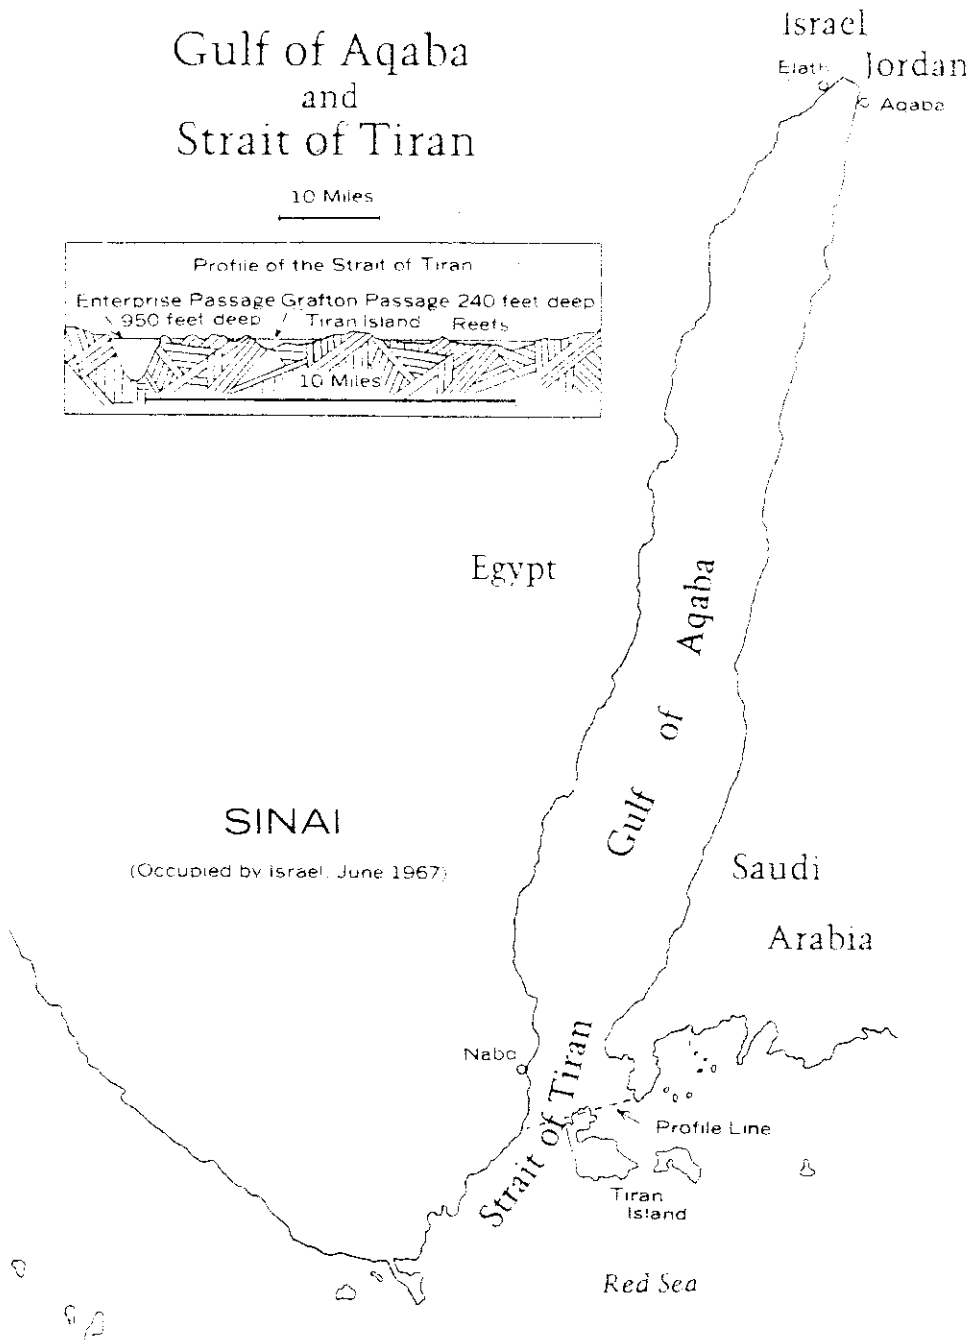 Gulf of Aqaba
and
Strait of Tiran
10 Miles
Profile of the Strait of Tiran
Enterprise Passage Grafton Passage 240 feet deep
950 feet deep Tiran Island Reefs
10 Miles
Israel
Elath Jordan
Aqaba
Egypt
Gulf of Aqaba
SINAI
(Occupied by Israel, June 1967)
Saudi
Arabia
Nabq
Strait of Tiran
Profile Line
Tiran
Island
Red Sea